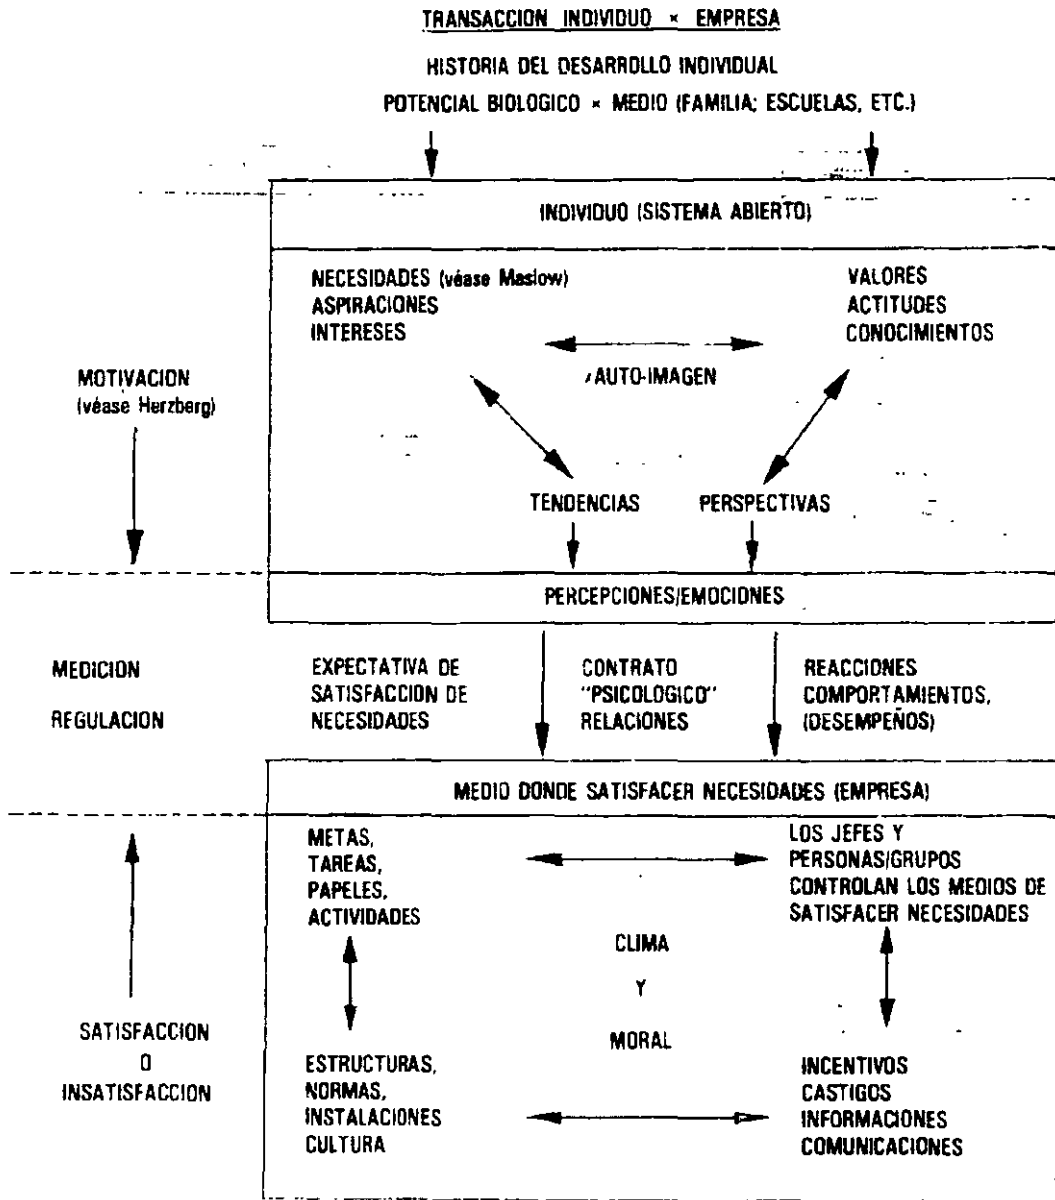 TRANSACCION INDIVIDUO × EMPRESA
HISTORIA DEL DESARROLLO INDIVIDUAL
POTENCIAL BIOLOGICO × MEDIO (FAMILIA; ESCUELAS, ETC.)
INDIVIDUO (SISTEMA ABIERTO)
NECESIDADES (véase Maslow)
ASPIRACIONES
INTERESES
VALORES
ACTITUDES
CONOCIMIENTOS
AUTO-IMAGEN
MOTIVACION
(véase Herzberg)
TENDENCIAS
PERSPECTIVAS
PERCEPCIONES/EMOCIONES
MEDICION
REGULACION
EXPECTATIVA DE
SATISFACCION DE
NECESIDADES
CONTRATO
"PSICOLOGICO"
RELACIONES
REACCIONES
COMPORTAMIENTOS,
(DESEMPEÑOS)
MEDIO DONDE SATISFACER NECESIDADES (EMPRESA)
METAS,
TAREAS,
PAPELES,
ACTIVIDADES
LOS JEFES Y
PERSONAS/GRUPOS
CONTROLAN LOS MEDIOS DE
SATISFACER NECESIDADES
CLIMA
Y
MORAL
SATISFACCION
O
INSATISFACCION
ESTRUCTURAS,
NORMAS,
INSTALACIONES
CULTURA
INCENTIVOS
CASTIGOS
INFORMACIONES
COMUNICACIONES